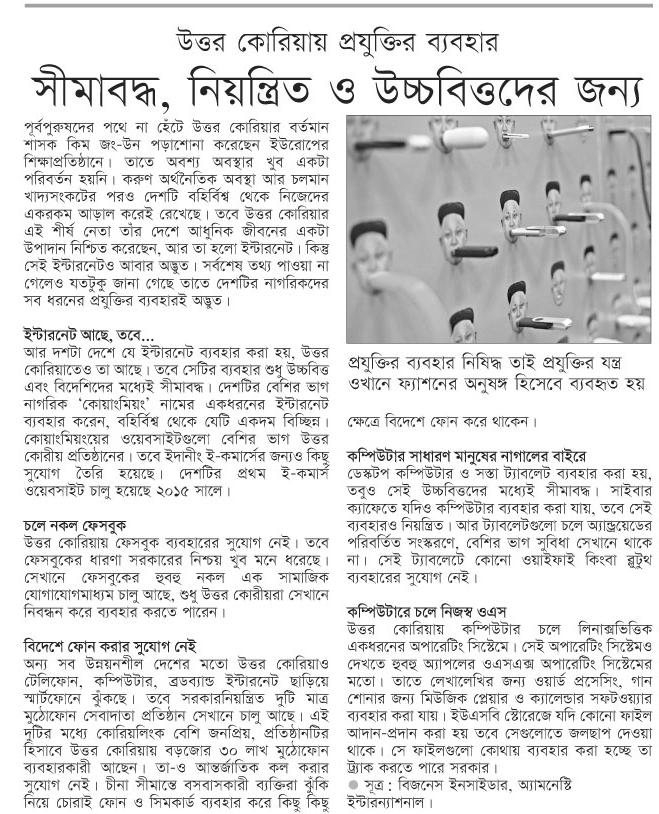 উত্তর কোরিয়ায় প্রযুক্তির ব্যবহার
সীমাবদ্ধ, নিয়ন্ত্রিত ও উচ্চবিত্তদের জন্য
পূর্বপুরুষদের পথে না হেঁটে উত্তর কোরিয়ার বর্তমান
শাসক কিম জং-উন পড়াশোনা করেছেন ইউরোপের
শিক্ষাপ্রতিষ্ঠানে। তাতে অবশ্য অবস্থার খুব একটা
পরিবর্তন হয়নি। করুণ অর্থনৈতিক অবস্থা আর চলমান
খাদ্যসংকটের পরও দেশটি বহির্বিশ্ব থেকে নিজেদের
একরকম আড়াল করেই রেখেছে। তবে উত্তর কোরিয়ার
এই শীর্ষ নেতা তাঁর দেশে আধুনিক জীবনের একটা
উপাদান নিশ্চিত করেছেন, আর তা হলো ইন্টারনেট। কিন্তু
সেই ইন্টারনেটও আবার অদ্ভুত। সর্বশেষ তথ্য পাওয়া না
গেলেও যতটুকু জানা গেছে তাতে দেশটির নাগরিকদের
সব ধরনের প্রযুক্তির ব্যবহারই অদ্ভুত।
ইন্টারনেট আছে, তবে...
আর দশটা দেশে যে ইন্টারনেট ব্যবহার করা হয়, উত্তর
কোরিয়াতেও তা আছে। তবে সেটির ব্যবহার শুধু উচ্চবিত্ত
এবং বিদেশিদের মধ্যেই সীমাবদ্ধ। দেশটির বেশির ভাগ
নাগরিক ‘কোয়াংমিয়ং’ নামের একধরনের ইন্টারনেট
ব্যবহার করেন, বহির্বিশ্ব থেকে যেটি একদম বিচ্ছিন্ন।
কোয়াংমিয়ংয়ের ওয়েবসাইটগুলো বেশির ভাগ উত্তর
কোরীয় প্রতিষ্ঠানের। তবে ইদানীং ই-কমার্সের জন্যও কিছু
সুযোগ তৈরি হয়েছে। দেশটির প্রথম ই-কমার্স
ওয়েবসাইট চালু হয়েছে ২০১৫ সালে।
চলে নকল ফেসবুক
উত্তর কোরিয়ায় ফেসবুক ব্যবহারের সুযোগ নেই। তবে
ফেসবুকের ধারণা সরকারের নিশ্চয় খুব মনে ধরেছে।
সেখানে ফেসবুকের হুবহু নকল এক সামাজিক
যোগাযোগমাধ্যম চালু আছে, শুধু উত্তর কোরীয়রা সেখানে
নিবন্ধন করে ব্যবহার করতে পারেন।
বিদেশে ফোন করার সুযোগ নেই
অন্য সব উন্নয়নশীল দেশের মতো উত্তর কোরিয়াও
টেলিফোন, কম্পিউটার, ব্রডব্যান্ড ইন্টারনেট ছাড়িয়ে
স্মার্টফোনে ঝুঁকছে। তবে সরকারনিয়ন্ত্রিত দুটি মাত্র
মুঠোফোন সেবাদাতা প্রতিষ্ঠান সেখানে চালু আছে। এই
দুটির মধ্যে কোরিয়লিংক বেশি জনপ্রিয়, প্রতিষ্ঠানটির
হিসাবে উত্তর কোরিয়ায় বড়জোর ৩০ লাখ মুঠোফোন
ব্যবহারকারী আছেন। তা-ও আন্তর্জাতিক কল করার
সুযোগ নেই। চীনা সীমান্তে বসবাসকারী ব্যক্তিরা ঝুঁকি
নিয়ে চোরাই ফোন ও সিমকার্ড ব্যবহার করে কিছু কিছু
প্রযুক্তির ব্যবহার নিষিদ্ধ তাই প্রযুক্তির যন্ত্র
ওখানে ফ্যাশনের অনুষঙ্গ হিসেবে ব্যবহৃত হয়
ক্ষেত্রে বিদেশে ফোন করে থাকেন।
কম্পিউটার সাধারণ মানুষের নাগালের বাইরে
ডেস্কটপ কম্পিউটার ও সস্তা ট্যাবলেট ব্যবহার করা হয়,
তবুও সেই উচ্চবিত্তদের মধ্যেই সীমাবদ্ধ। সাইবার
ক্যাফেতে যদিও কম্পিউটার ব্যবহার করা যায়, তবে সেই
ব্যবহারও নিয়ন্ত্রিত। আর ট্যাবলেটগুলো চলে অ্যান্ড্রয়েডের
পরিবর্তিত সংস্করণে, বেশির ভাগ সুবিধা সেখানে থাকে
না। সেই ট্যাবলেটে কোনো ওয়াইফাই কিংবা ব্লুটুথ
ব্যবহারের সুযোগ নেই।
কম্পিউটারে চলে নিজস্ব ওএস
উত্তর কোরিয়ায় কম্পিউটার চলে লিনাক্সভিত্তিক
একধরনের অপারেটিং সিস্টেমে। সেই অপারেটিং সিস্টেমও
দেখতে হুবহু অ্যাপলের ওএসএক্স অপারেটিং সিস্টেমের
মতো। তাতে লেখালেখির জন্য ওয়ার্ড প্রসেসিং, গান
শোনার জন্য মিউজিক প্লেয়ার ও ক্যালেন্ডার সফটওয়্যার
ব্যবহার করা যায়। ইউএসবি স্টোরেজে যদি কোনো ফাইল
আদান-প্রদান করা হয় তবে সেগুলোতে জলছাপ দেওয়া
থাকে। সে ফাইলগুলো কোথায় ব্যবহার করা হচ্ছে তা
ট্র্যাক করতে পারে সরকার।
● সূত্র : বিজনেস ইনসাইডার, অ্যামনেস্টি
ইন্টারন্যাশনাল।